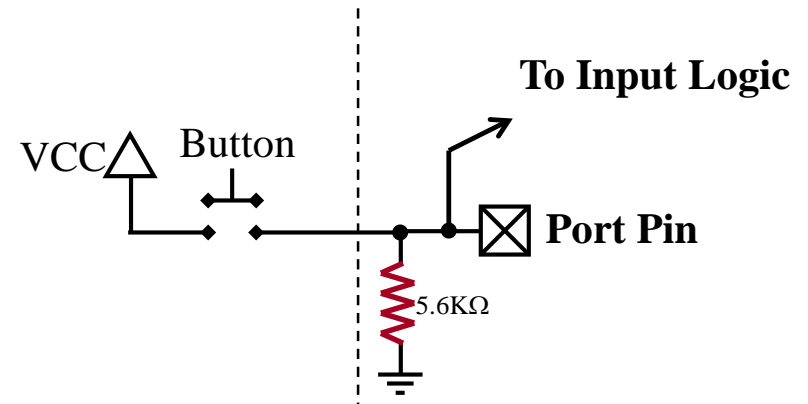 To Input Logic
VCC
Button
Port Pin
5.6KΩ